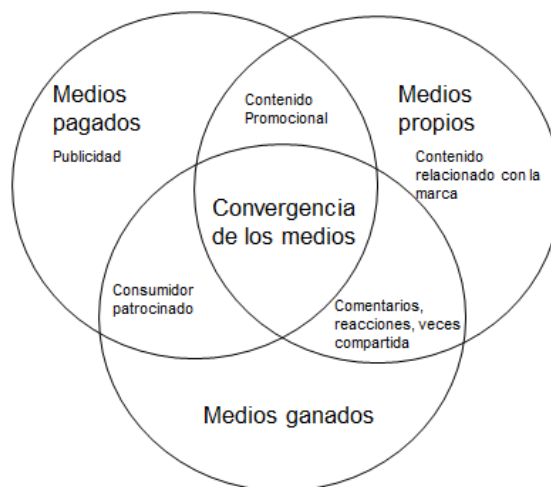 Medios
pagados
Publicidad
Contenido
Promocional
Medios
propios
Contenido
relacionado con la
marca
Convergencia
de los medios
Consumidor
patrocinado
Comentarios,
reacciones, veces
compartida
Medios ganados